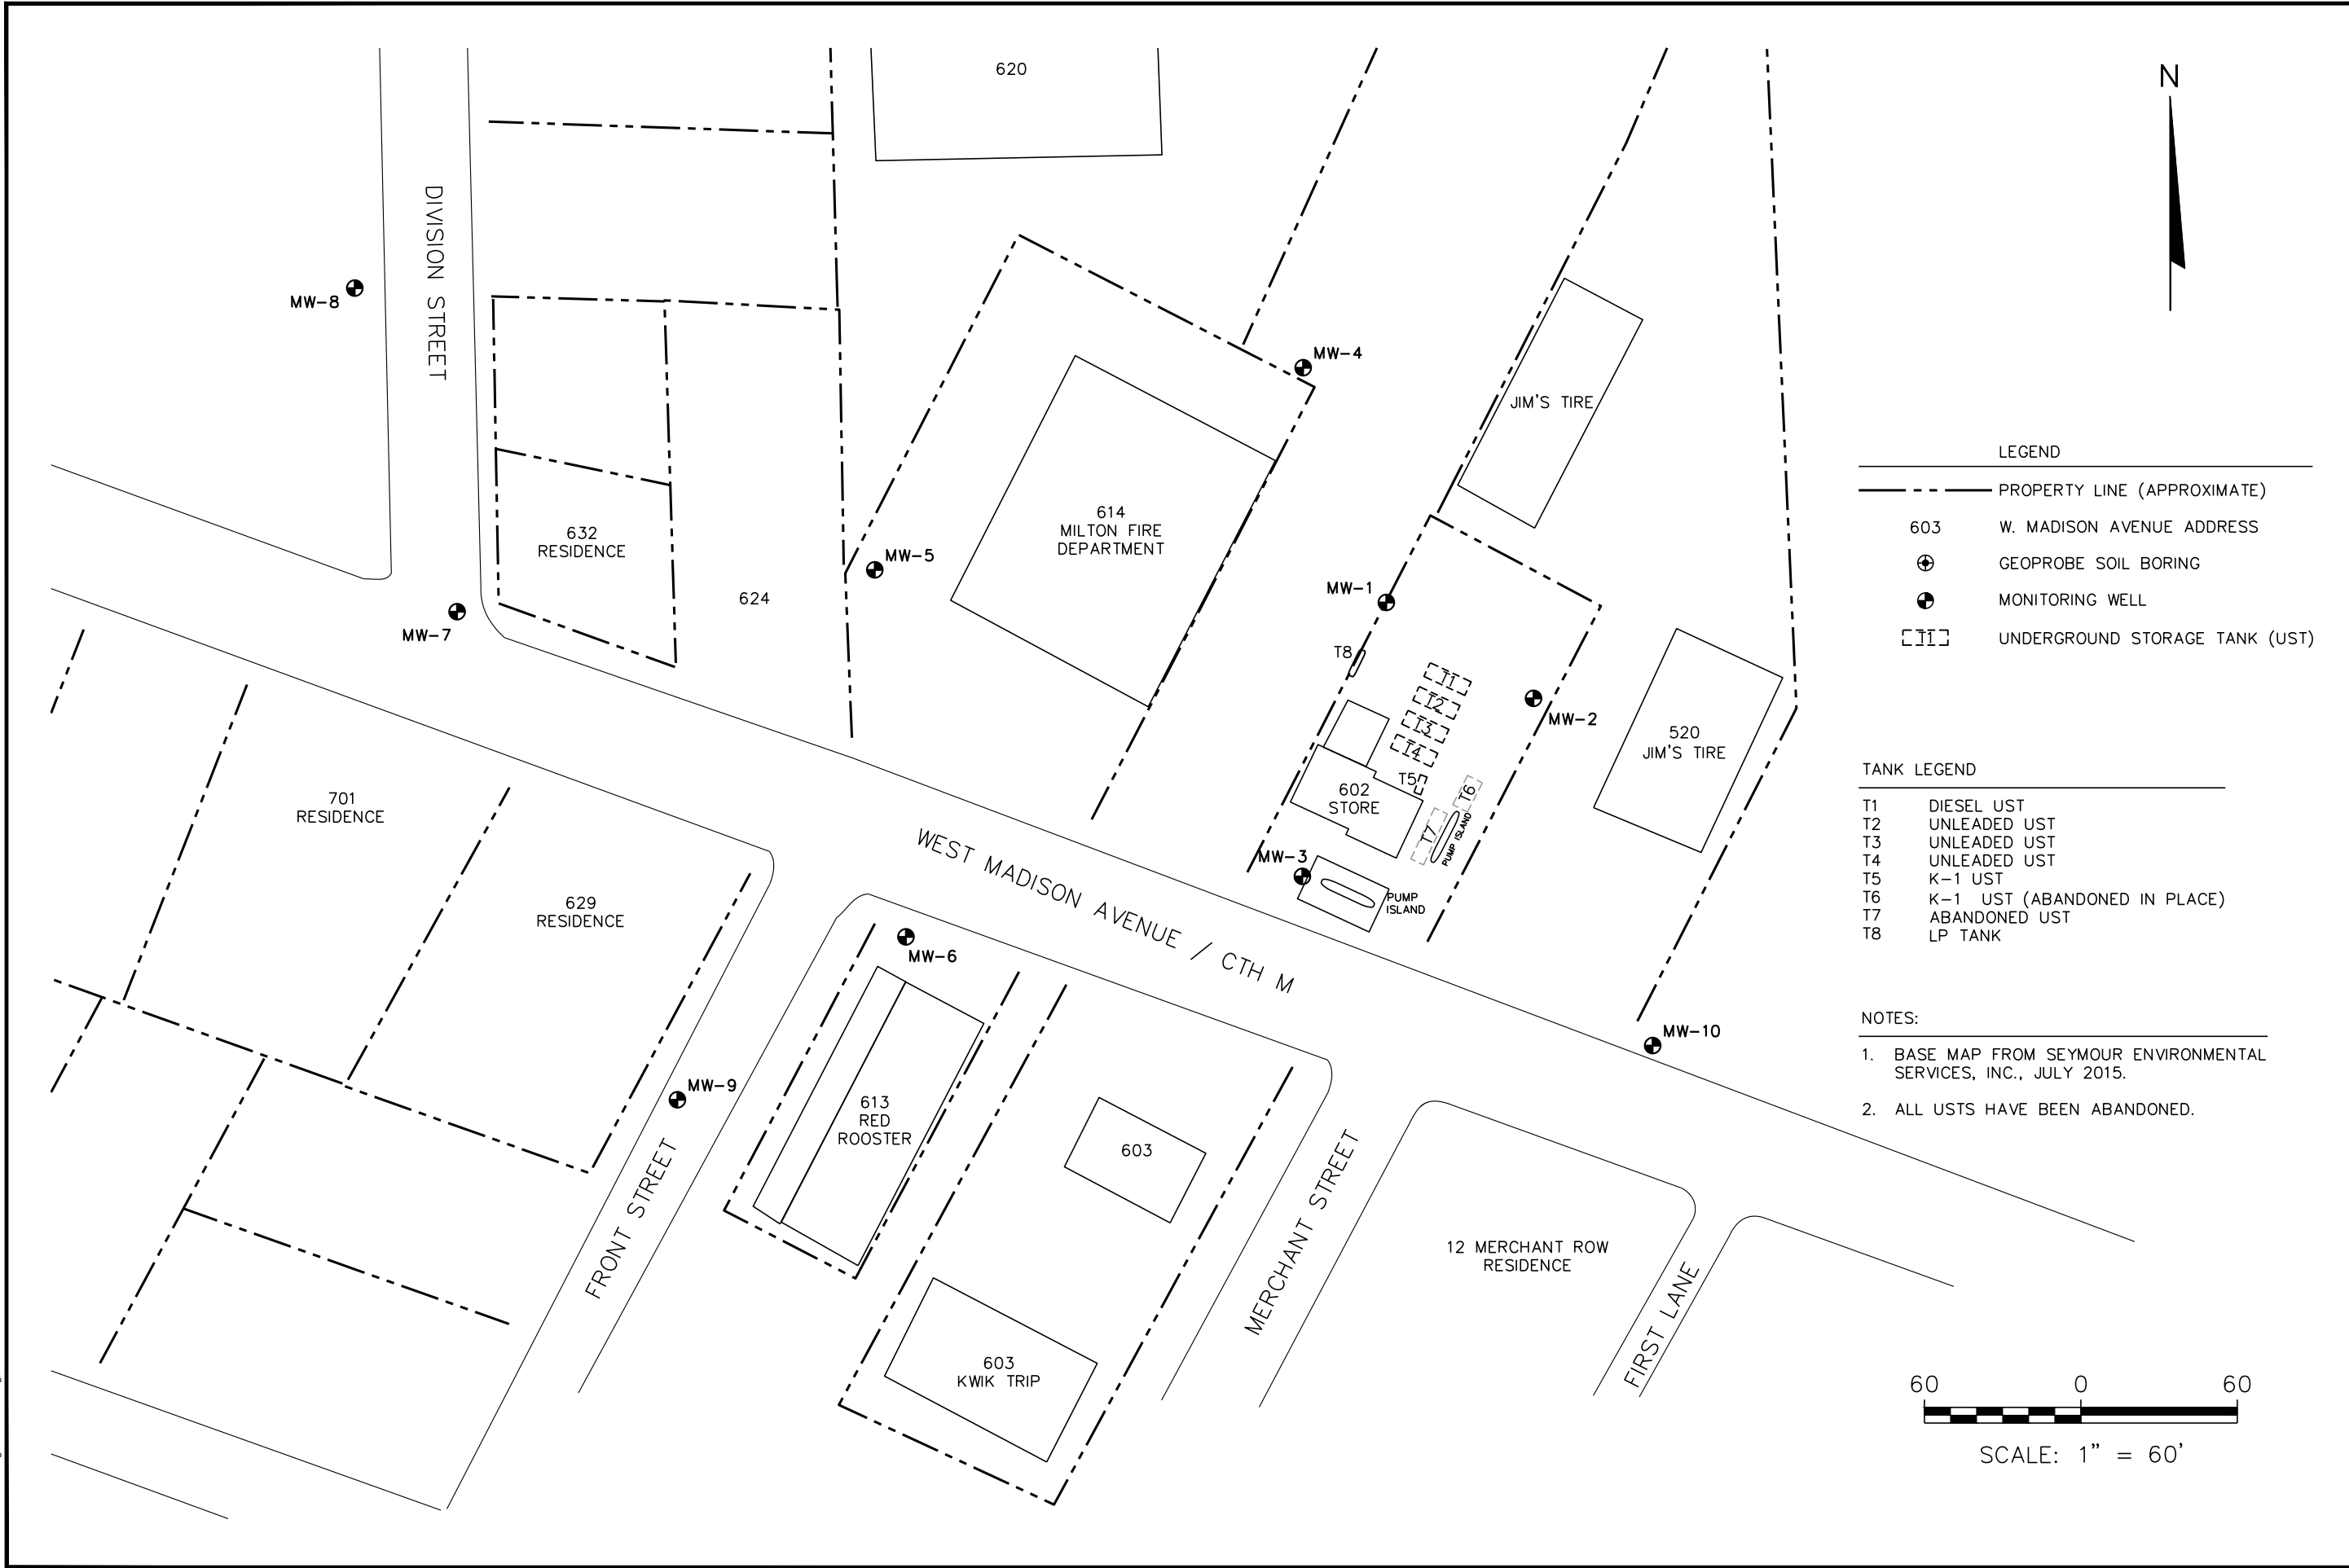 620
N
DIVISION STREET
MW-8
MW-4
JIM'S TIRE
614
MILTON FIRE
DEPARTMENT
632
RESIDENCE
MW-5
624
MW-7
MW-1
T8
T1
T2
T3
T4
T5
T6
T7
MW-2
602
STORE
PUMP ISLAND
520
JIM'S TIRE
MW-3
PUMP
ISLAND
701
RESIDENCE
629
RESIDENCE
WEST MADISON AVENUE / CTH M
MW-6
MW-10
MW-9
613
RED
ROOSTER
603
FRONT STREET
MERCHANT STREET
12 MERCHANT ROW
RESIDENCE
FIRST LANE
603
KWIK TRIP
LEGEND
PROPERTY LINE (APPROXIMATE)
603 W. MADISON AVENUE ADDRESS
GEOPROBE SOIL BORING
MONITORING WELL
T1 UNDERGROUND STORAGE TANK (UST)
TANK LEGEND
T1 DIESEL UST
T2 UNLEADED UST
T3 UNLEADED UST
T4 UNLEADED UST
T5 K-1 UST
T6 K-1 UST (ABANDONED IN PLACE)
T7 ABANDONED UST
T8 LP TANK
NOTES:
1. BASE MAP FROM SEYMOUR ENVIRONMENTAL
SERVICES, INC., JULY 2015.
2. ALL USTS HAVE BEEN ABANDONED.
60 0 60
SCALE: 1" = 60'